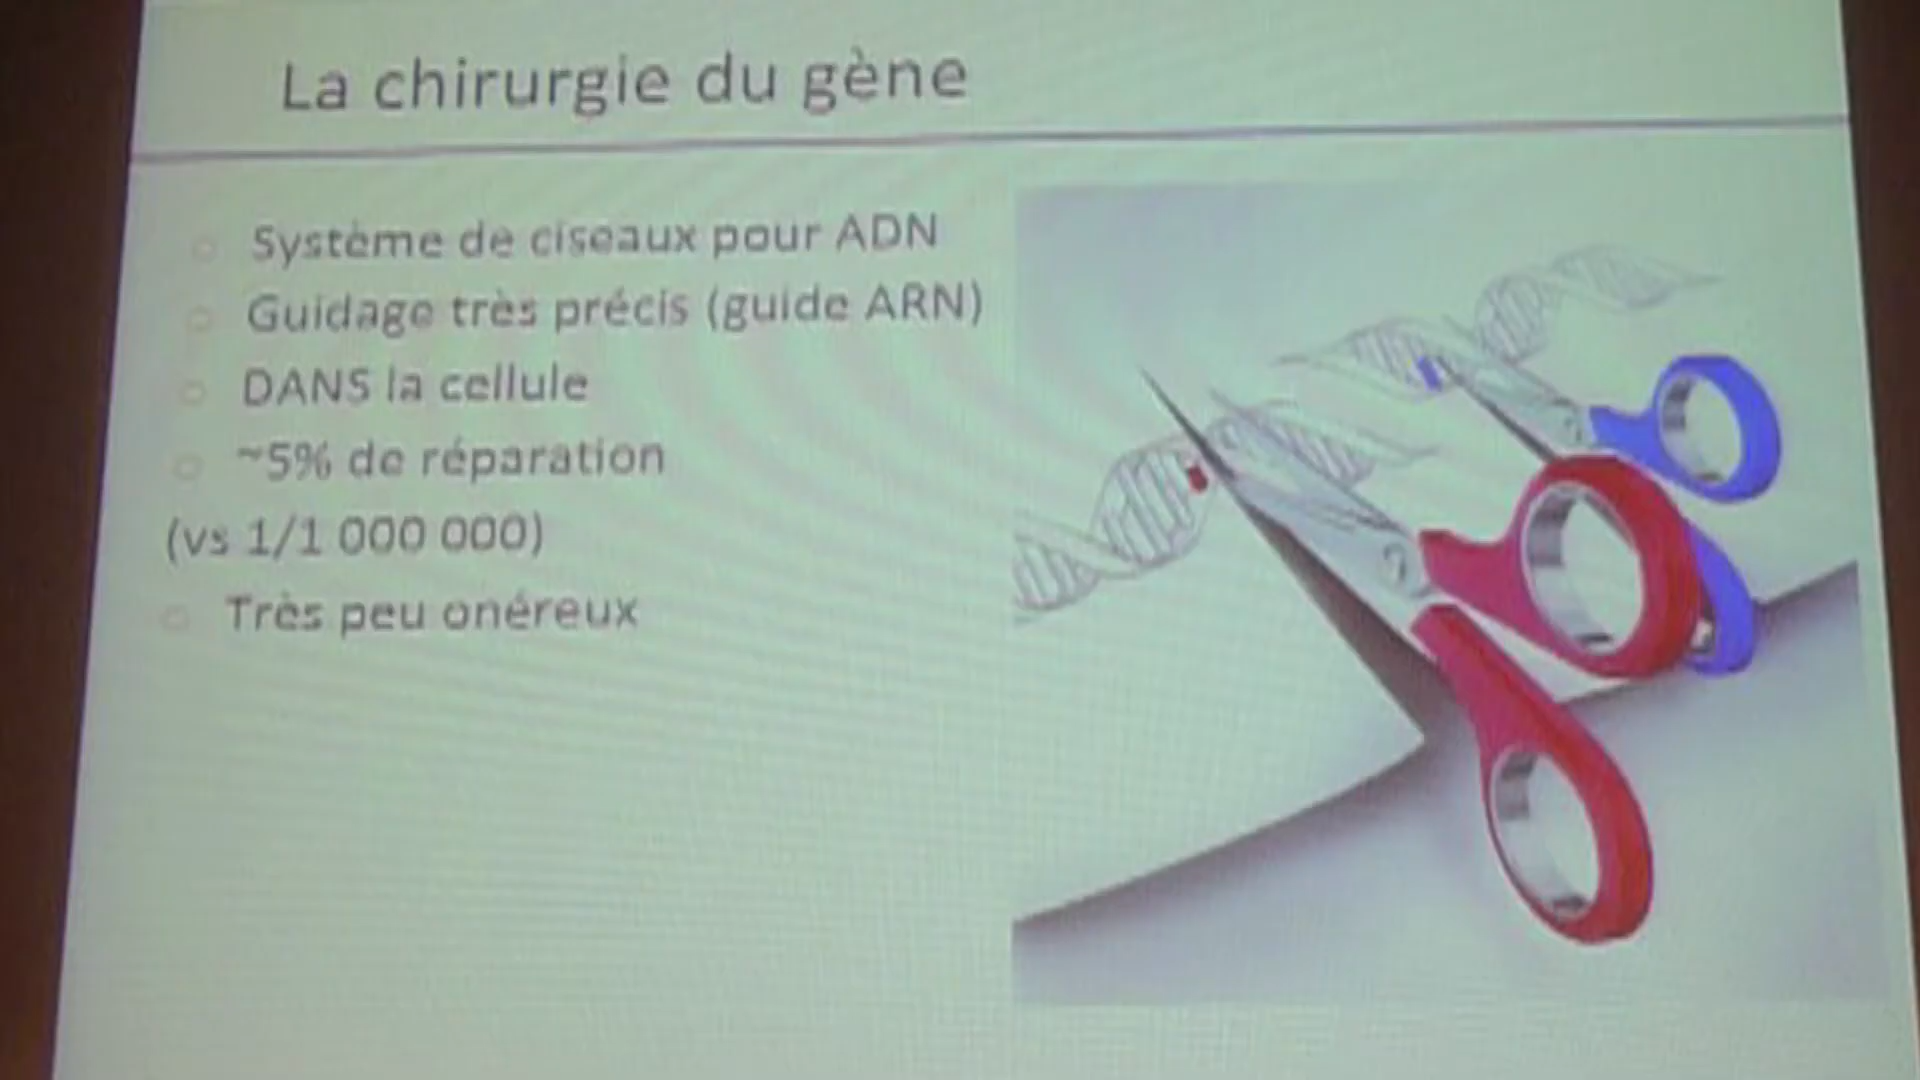 La chirurgie du gène
Système de ciseaux pour ADN
Guidage très précis (guide ARN)
DANS la cellule
~5% de réparation
(vs 1/1 000 000)
Très peu onéreux